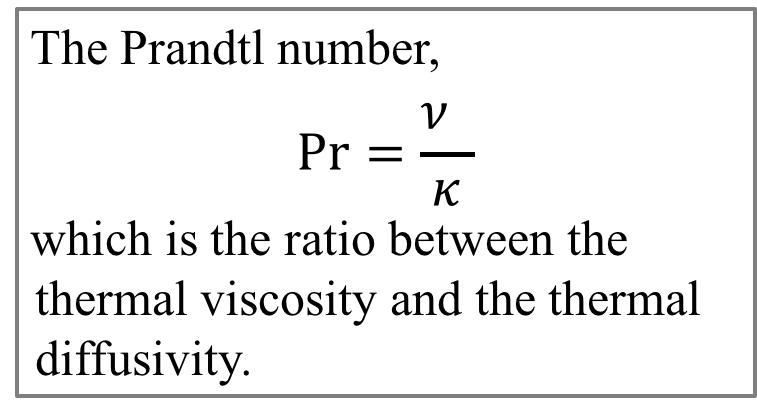 The Prandtl number,
Pr = ν / κ
which is the ratio between the
thermal viscosity and the thermal
diffusivity.